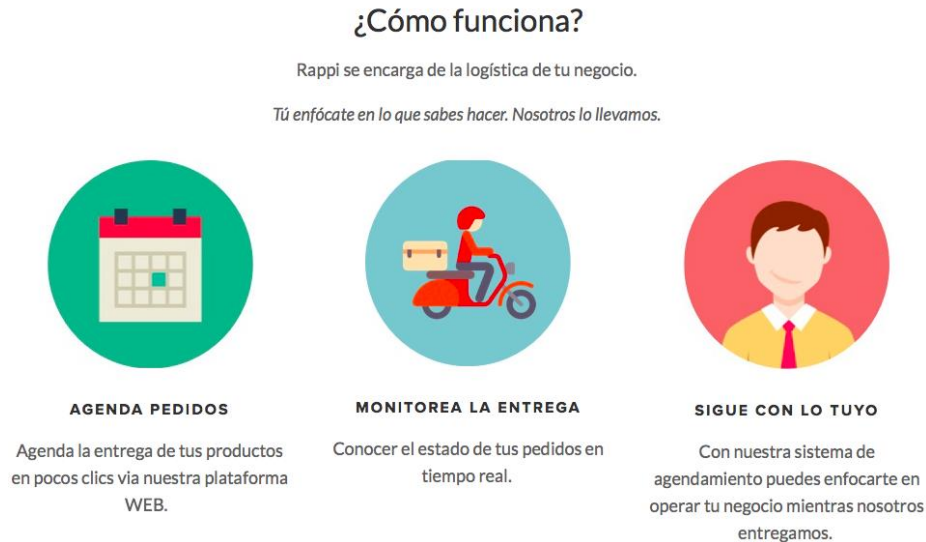 ¿Cómo funciona?
Rappi se encarga de la logística de tu negocio.
Tú enfócate en lo que sabes hacer. Nosotros lo llevamos.
AGENDA PEDIDOS
Agenda la entrega de tus productos
en pocos clics via nuestra plataforma
WEB.
MONITOREA LA ENTREGA
Conocer el estado de tus pedidos en
tiempo real.
SIGUE CON LO TUYO
Con nuestra sistema de
agendamiento puedes enfocarte en
operar tu negocio mientras nosotros
entregamos.